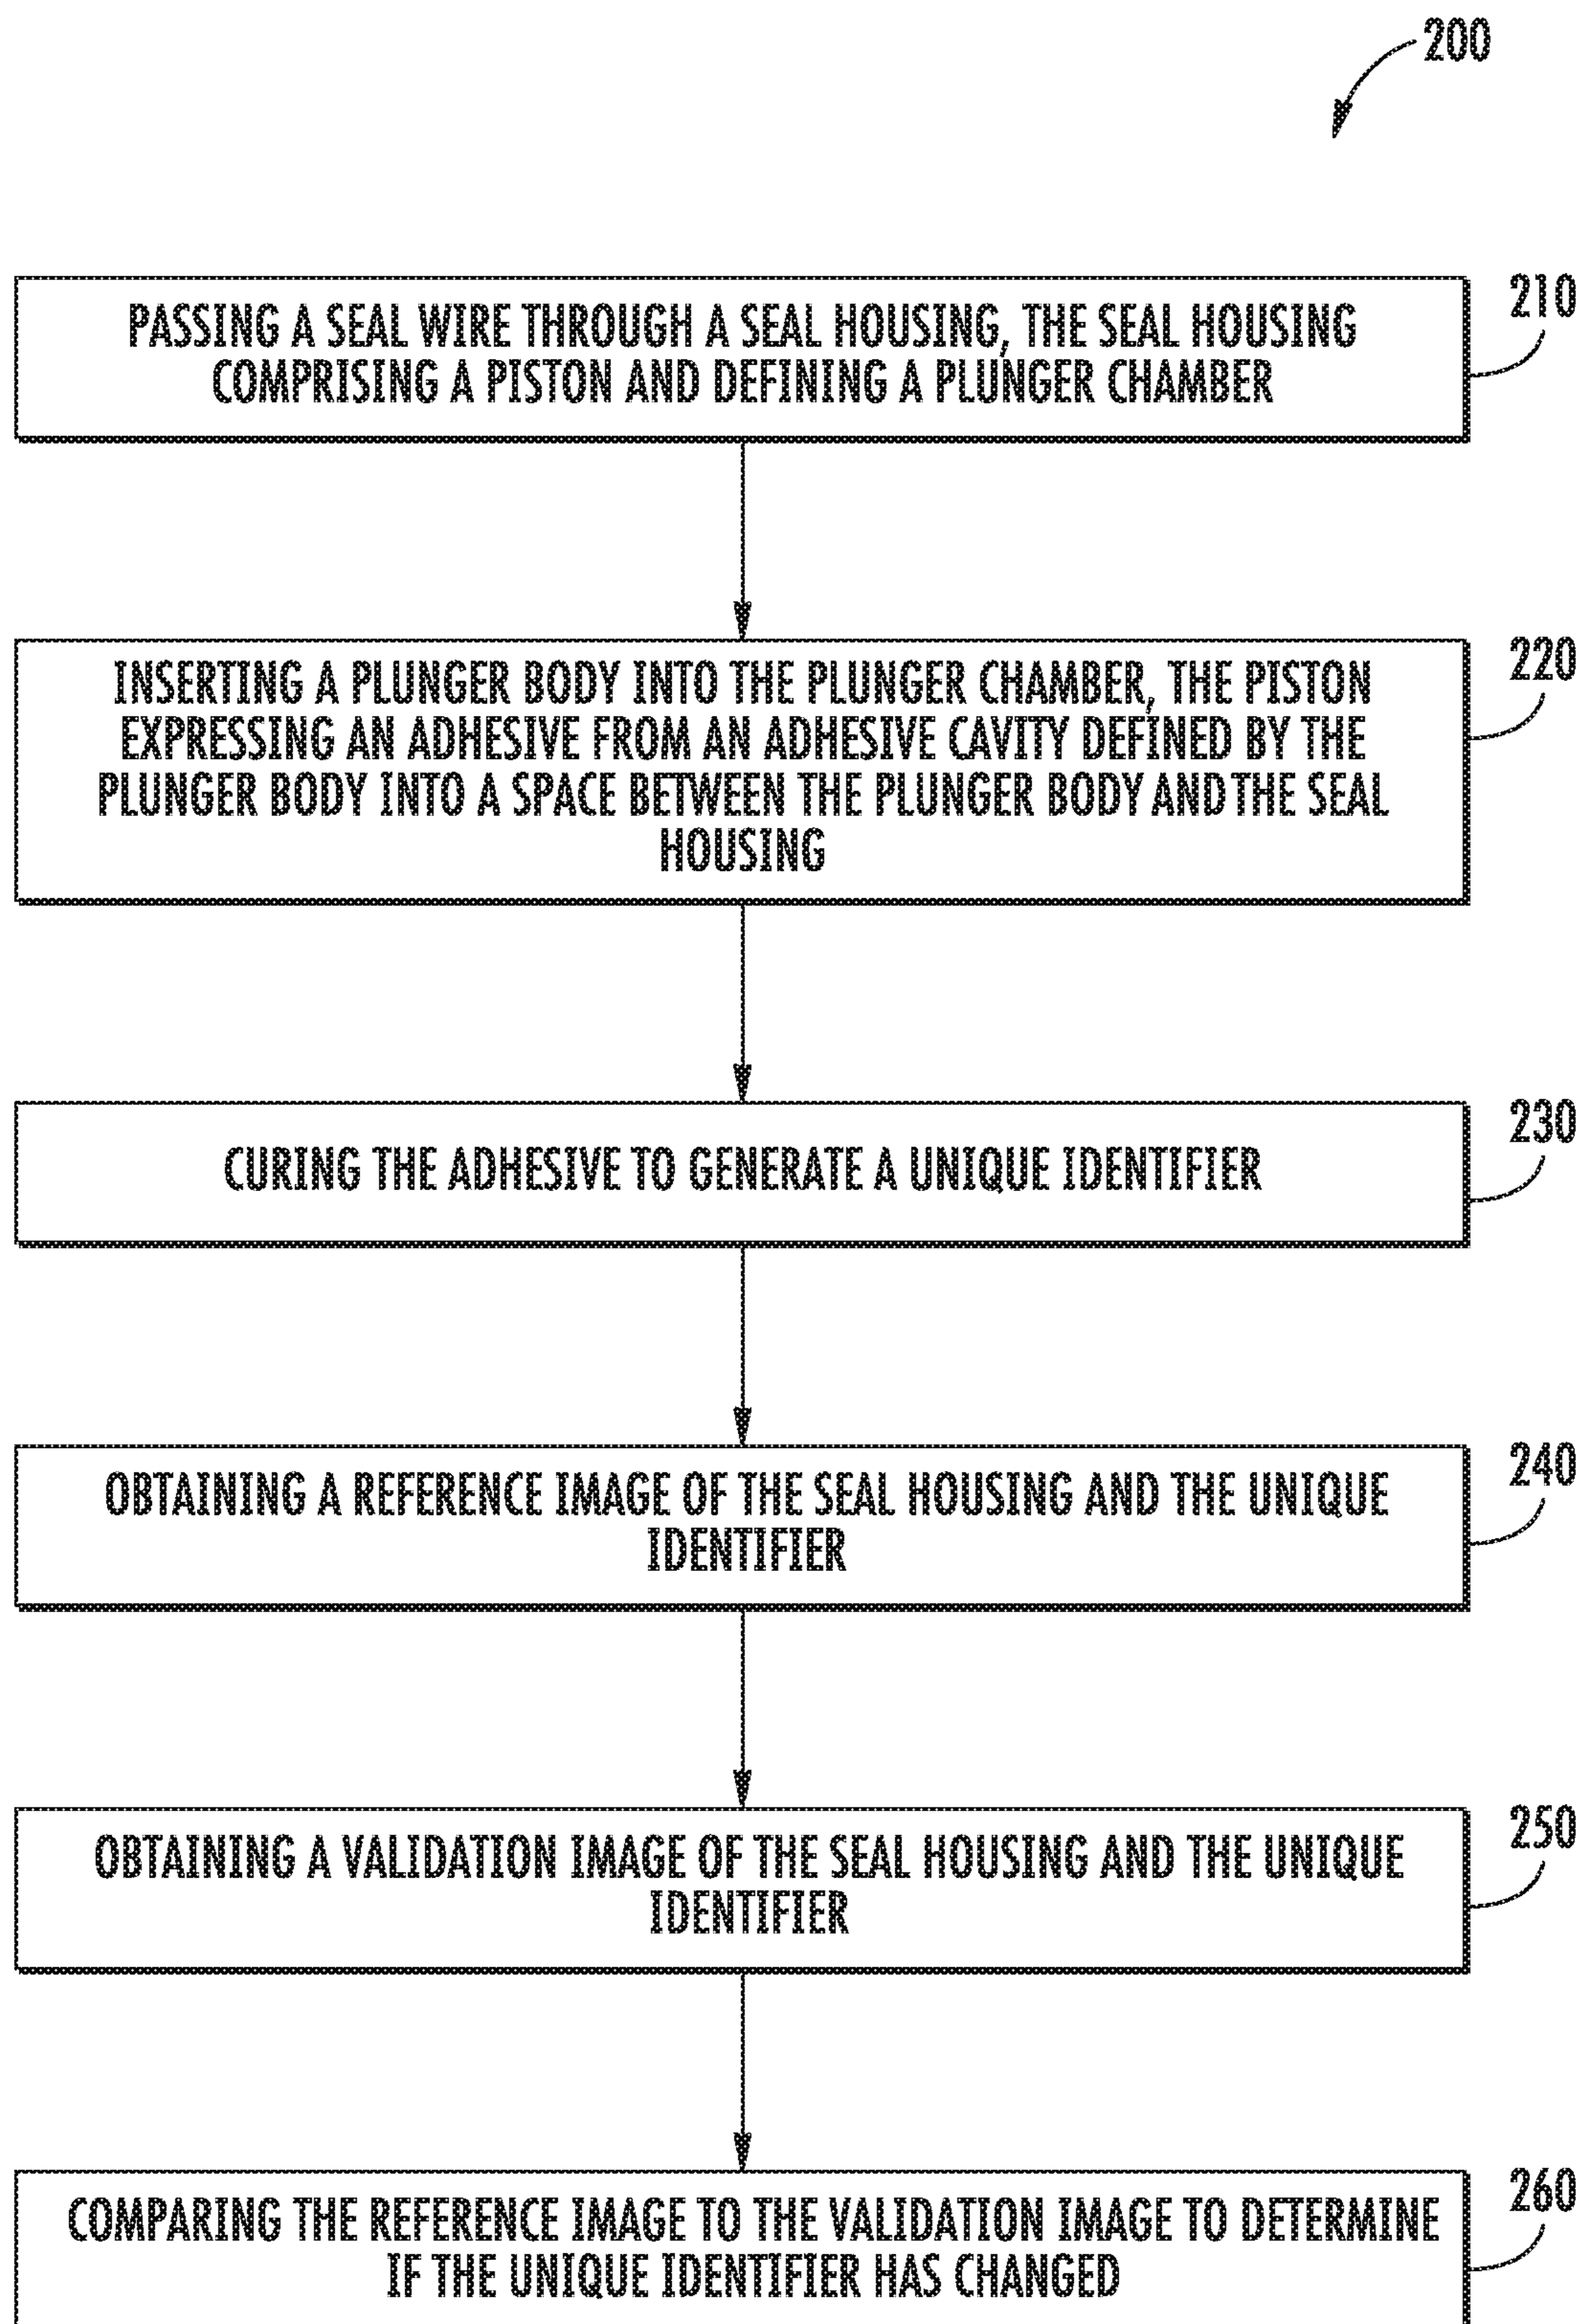 200
210
PASSING A SEAL WIRE THROUGH A SEAL HOUSING, THE SEAL HOUSING
COMPRISING A PISTON AND DEFINING A PLUNGER CHAMBER
220
INSERTING A PLUNGER BODY INTO THE PLUNGER CHAMBER, THE PISTON
EXPRESSING AN ADHESIVE FROM AN ADHESIVE CAVITY DEFINED BY THE
PLUNGER BODY INTO A SPACE BETWEEN THE PLUNGER BODY AND THE SEAL
HOUSING
230
CURING THE ADHESIVE TO GENERATE A UNIQUE IDENTIFIER
240
OBTAINING A REFERENCE IMAGE OF THE SEAL HOUSING AND THE UNIQUE
IDENTIFIER
250
OBTAINING A VALIDATION IMAGE OF THE SEAL HOUSING AND THE UNIQUE
IDENTIFIER
260
COMPARING THE REFERENCE IMAGE TO THE VALIDATION IMAGE TO DETERMINE
IF THE UNIQUE IDENTIFIER HAS CHANGED